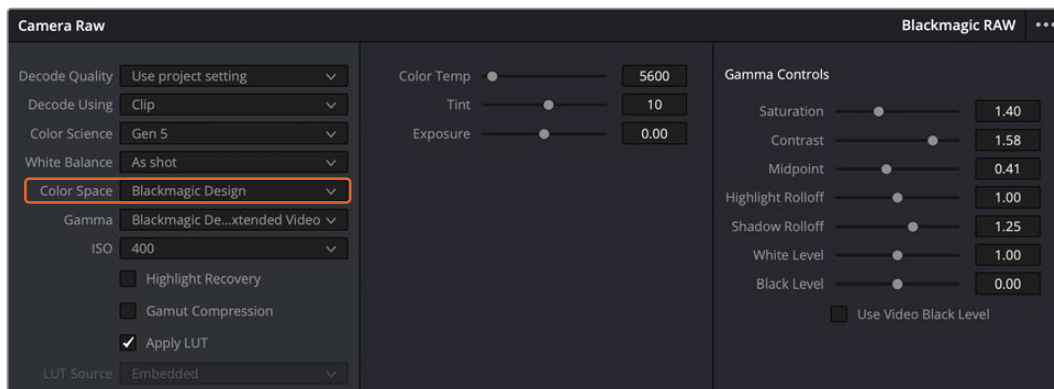 Camera Raw
Blackmagic RAW
Decode Quality Use project setting
Decode Using Clip
Color Science Gen 5
White Balance As shot
Color Space Blackmagic Design
Gamma Blackmagic De...xtended Video
ISO 400
Highlight Recovery
Gamut Compression
Apply LUT
LUT Source Embedded
Color Temp 5600
Tint 10
Exposure 0.00
Gamma Controls
Saturation 1.40
Contrast 1.58
Midpoint 0.41
Highlight Rolloff 1.00
Shadow Rolloff 1.25
White Level 1.00
Black Level 0.00
Use Video Black Level